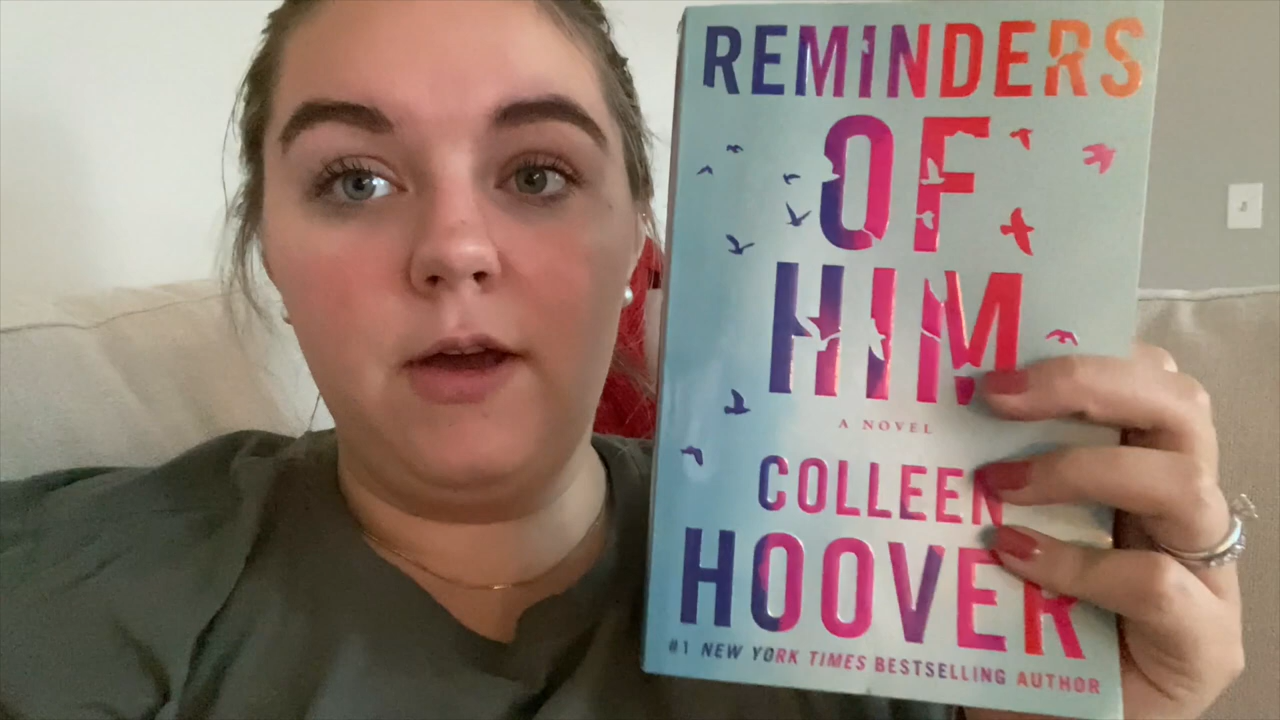 REMINDERS
OF
HIM
A NOVEL
COLLEEN
HOOVER
#1 NEW YORK TIMES BESTSELLING AUTHOR